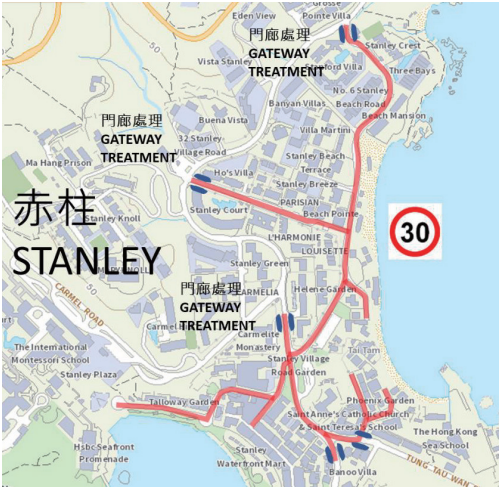 Grosse
Pointe Villa
Eden View
門廊處理
GATEWAY
TREATMENT
Stanley Crest
Vista Stanley
Three Bays
No. 6 Stanley
Beach Road
Banyan Villas
Beach Mansion
門廊處理
GATEWAY
TREATMENT
Buena Vista
Villa Martini
32 Stanley
Village Road
Stanley Beach
Terrace
Ma Hang Prison
Ho's Villa
Stanley Breeze
赤柱
STANLEY
PARISIAN
Stanley Court
Beach Pointe
Stanley Knoll
30
L'HARMONIE
LOUISETTE
Stanley Green
門廊處理
GATEWAY
TREATMENT
Helene Garden
CARMEL ROAD
50
50
Carmelite
Monastery
The International
Montessori School
Stanley Village
Road Garden
Tai Tam
Stanley Plaza
Talloway Garden
Phoenix Garden
Saint Anne's Catholic Church
& Saint Teresa's School
The Hong Kong
Sea School
Hsbc Seafront
Promenade
Stanley
Waterfront Mart
Banoo Villa
TUNG TAU WAN